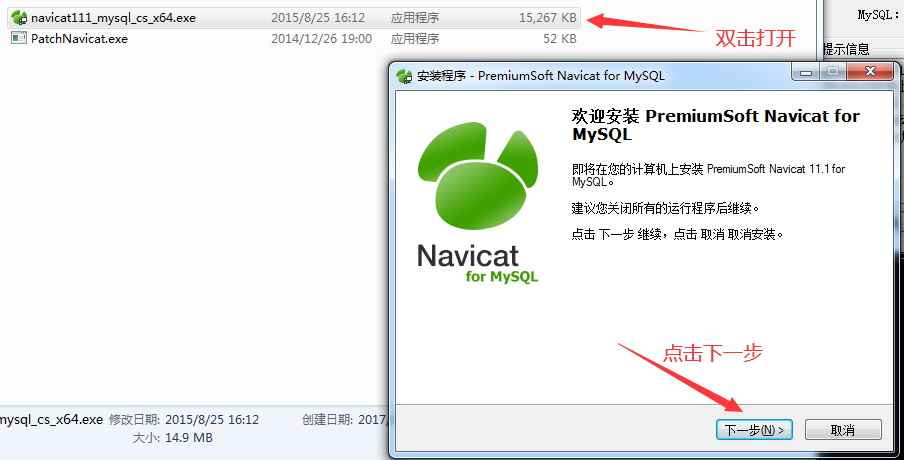 navicat111_mysql_cs_x64.exe 2015/8/25 16:12 应用程序 15,267 KB
PatchNavicat.exe 2014/12/26 19:00 应用程序 52 KB
双击打开
MySQL:
提示信息
安装程序 - PremiumSoft Navicat for MySQL
欢迎安装 PremiumSoft Navicat for
MySQL
即将在您的计算机上安装 PremiumSoft Navicat 11.1 for
MySQL。
建议您关闭所有的运行程序后继续。
点击 下一步 继续，点击 取消 取消安装。
Navicat
for MySQL
点击下一步
下一步(N) >
取消
mysql_cs_x64.exe 修改日期: 2015/8/25 16:12 创建日期: 2017/
大小: 14.9 MB